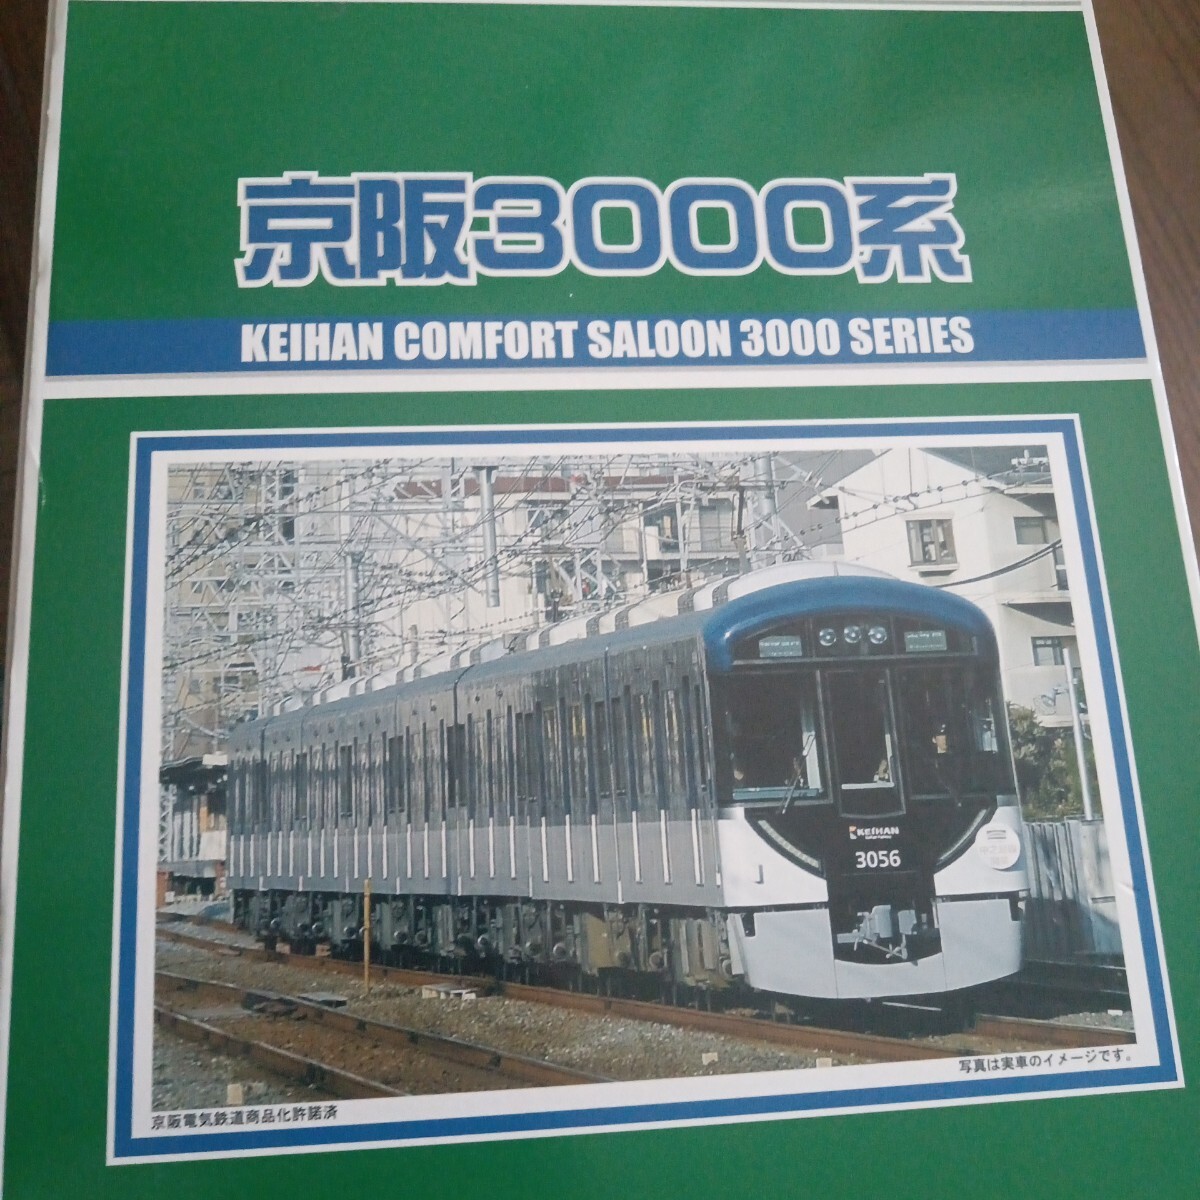 京阪3000系
KEIHAN COMFORT SALOON 3000 SERIES
KEIHAN
3056
写真は実車のイメージです。
京阪電気鉄道商品化許諾済